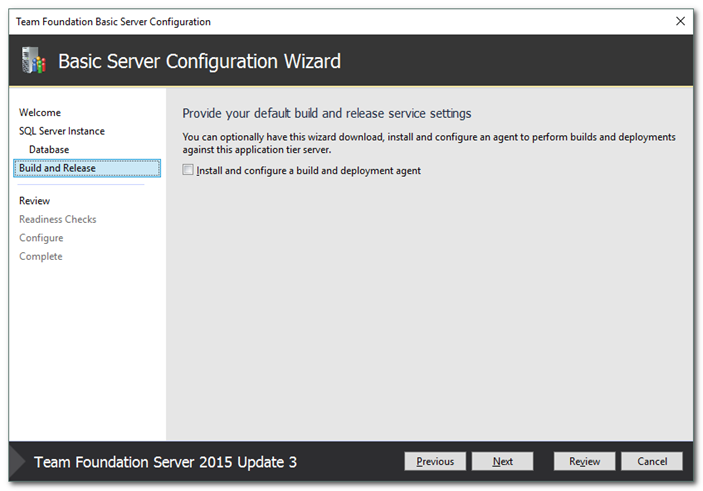 Team Foundation Basic Server Configuration
Basic Server Configuration Wizard
Welcome
SQL Server Instance
Database
Build and Release
Review
Readiness Checks
Configure
Complete
Provide your default build and release service settings
You can optionally have this wizard download, install and configure an agent to perform builds and deployments
against this application tier server.
Install and configure a build and deployment agent
Team Foundation Server 2015 Update 3
Previous
Next
Review
Cancel